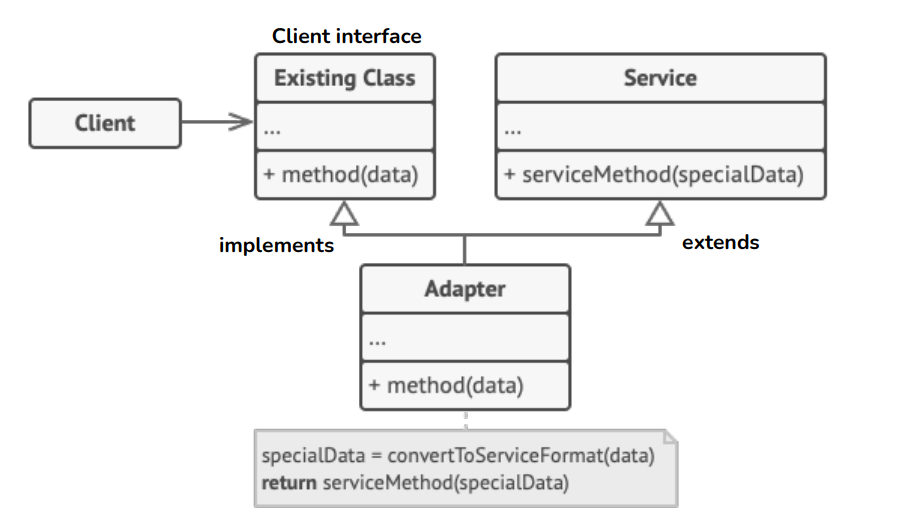 Client interface
Existing Class
Service
Client
...
...
+ method(data)
+ serviceMethod(specialData)
implements
extends
Adapter
...
+ method(data)
specialData = convertToServiceFormat(data)
return serviceMethod(specialData)